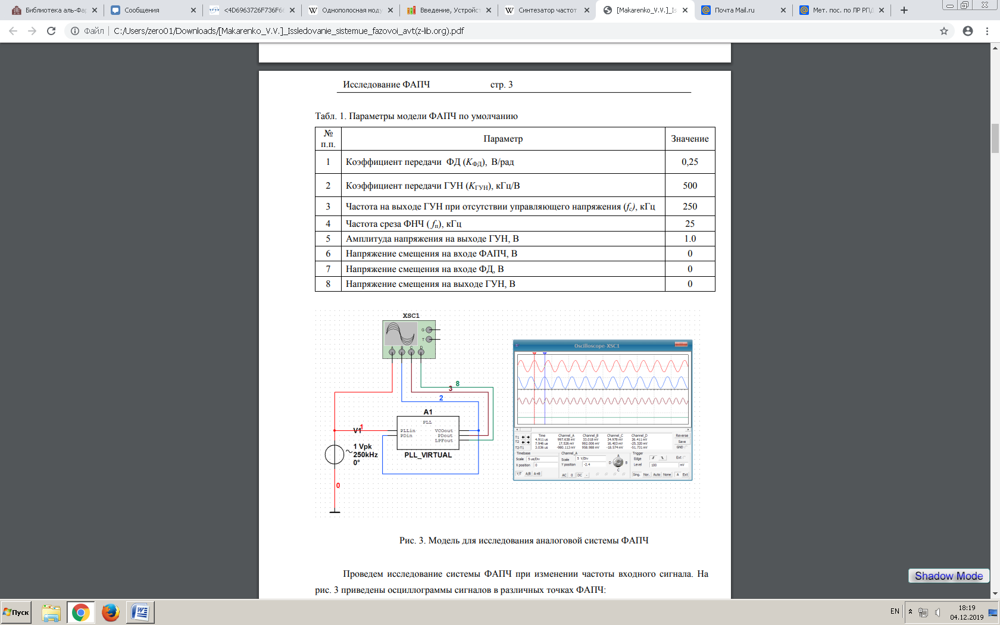 Библиотека аль-Фар
Сообщения
<4D6963726F736F66
Однополосная моду
Введение, Устройст
Синтезатор частот
[Makarenko_V.V.]_Is
Почта Mail.ru
Мет. пос. по ЛР РПД
Файл | C:/Users/zero01/Downloads/[Makarenko_V.V.]_Issledovanie_sistemue_fazovoi_avt(z-lib.org).pdf
Исследование ФАПЧ стр. 3
Табл. 1. Параметры модели ФАПЧ по умолчанию
№ п.п. Параметр Значение
1 Коэффициент передачи ФД (KФД), В/рад 0,25
2 Коэффициент передачи ГУН (KГУН), кГц/В 500
3 Частота на выходе ГУН при отсутствии управляющего напряжения (fс), кГц 250
4 Частота среза ФНЧ ( fп), кГц 25
5 Амплитуда напряжения на выходе ГУН, В 1.0
6 Напряжение смещения на входе ФАПЧ, В 0
7 Напряжение смещения на входе ФД, В 0
8 Напряжение смещения на выходе ГУН, В 0
XSC1
G
T
A B C D
8
3
2
A1
PLL
PLLin VCOout
PDin PDout
LPFout
PLL_VIRTUAL
V1
1
1 Vpk
250kHz
0°
0
Oscilloscope-XSC1
Time Channel_A Channel_B Channel_C Channel_D
T1 4.911 us 997.638 mV 33.018 mV 34.978 mV 26.411 mV
T2 7.946 us 17.526 mV 992.006 mV 16.403 mV -25.320 mV
T2-T1 3.036 us -980.113 mV 958.988 mV -18.574 mV -51.731 mV
Reverse
Save
GND
Timebase
Scale 5 us/Div
X position 0
Y/T A/B A+B
Channel_A
Scale 5 V/Div
Y position -2.4
AC 0 DC -
A
B
C
D
Trigger
Edge Ext
Level 100 mV
Sing. Nor. Auto None A Ext
Рис. 3. Модель для исследования аналоговой системы ФАПЧ
Проведем исследование системы ФАПЧ при изменении частоты входного сигнала. На
рис. 3 приведены осциллограммы сигналов в различных точках ФАПЧ:
Shadow Mode
Пуск
EN
18:19
04.12.2019